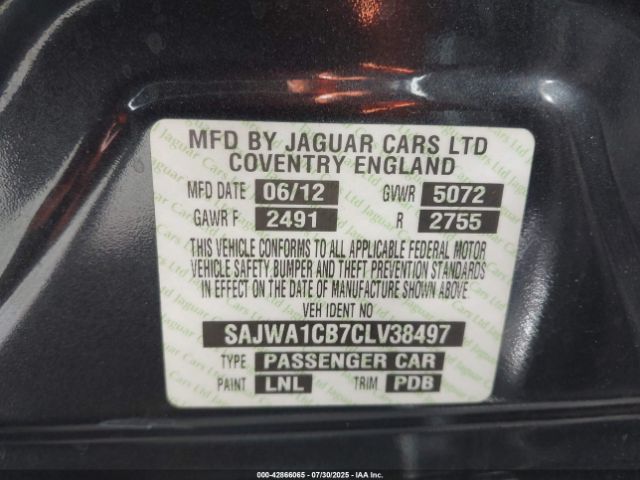 MFD BY JAGUAR CARS LTD
COVENTRY ENGLAND
MFD DATE 06/12 GVWR 5072
GAWR F 2491 R 2755
THIS VEHICLE CONFORMS TO ALL APPLICABLE FEDERAL MOTOR
VEHICLE SAFETY, BUMPER AND THEFT PREVENTION STANDARDS
IN EFFECT ON THE DATE OF MANUFACTURE SHOWN ABOVE.
VEH IDENT NO
SAJWA1CB7CLV38497
TYPE PASSENGER CAR
PAINT LNL TRIM PDB
000-42866065 - 07/30/2025 - IAA Inc.